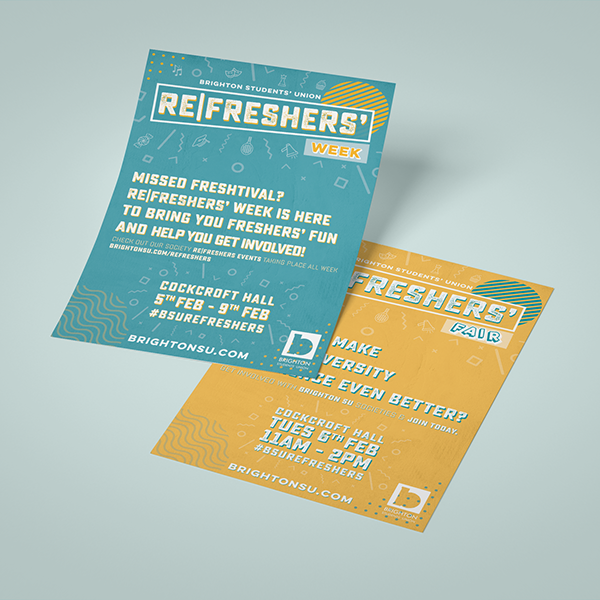 BRIGHTON STUDENTS' UNION
RE|FRESHERS'
WEEK
MISSED FRESHTIVAL?
RE|FRESHERS' WEEK IS HERE
TO BRING YOU FRESHERS' FUN
AND HELP YOU GET INVOLVED!
CHECK OUT OUR SOCIETY RE|FRESHERS EVENTS TAKING PLACE ALL WEEK
BRIGHTONSU.COM/REFRESHERS
COCKCROFT HALL
5TH FEB - 9TH FEB
#BSUREFRESHERS
BRIGHTONSU.COM
b
BRIGHTON
BRIGHTON STUDENTS' UNION
FRESHERS'
FAIR
MAKE
EVEN BETTER?
WITH BRIGHTON SU
JOIN TODAY.
COCKCROFT HALL
TUES 6TH FEB
11AM - 2PM
#BSUREFRESHERS
BRIGHTONSU.COM
b
BRIGHTON